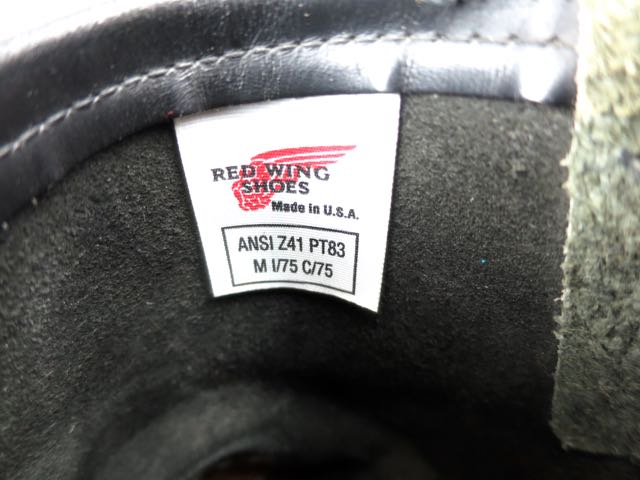 RED WING
SHOES
Made in U.S.A.
ANSI Z41 PT83
M I/75 C/75